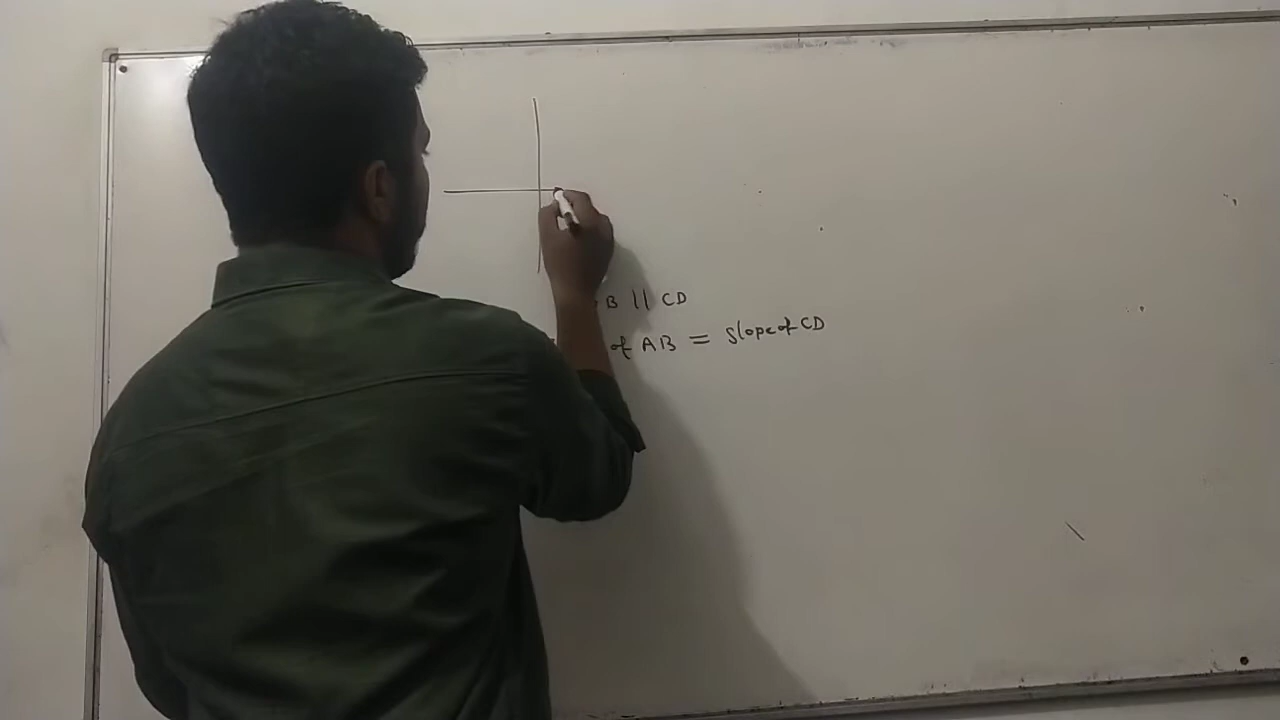 B || CD
of AB = slope of CD